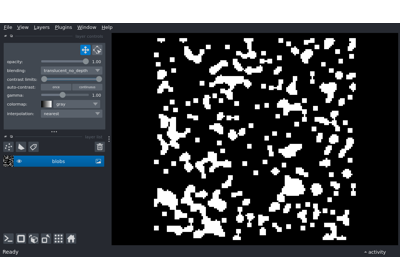 File View Layers Plugins Window Help
opacity: 1.00
blending: translucent_no_depth
contrast limits:
auto-contrast: once continuous
gamma: 1.00
colormap: gray
interpolation: nearest
blobs
Ready activity